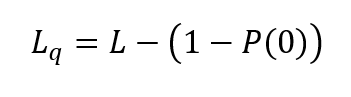 L_q = L − (1 − P(0))